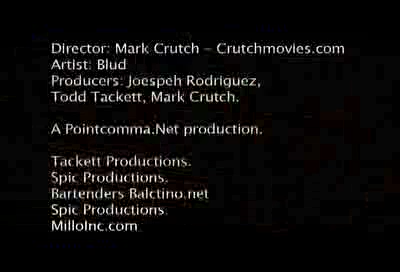 Director: Mark Crutch - Crutchmovies.com
Artist: Blud
Producers: Joespeh Rodriguez,
Todd Tackett, Mark Crutch.
A Pointcomma.Net production.
Tackett Productions.
Spic Productions.
Bartenders Balctino.net
Spic Productions.
MilloInc.com